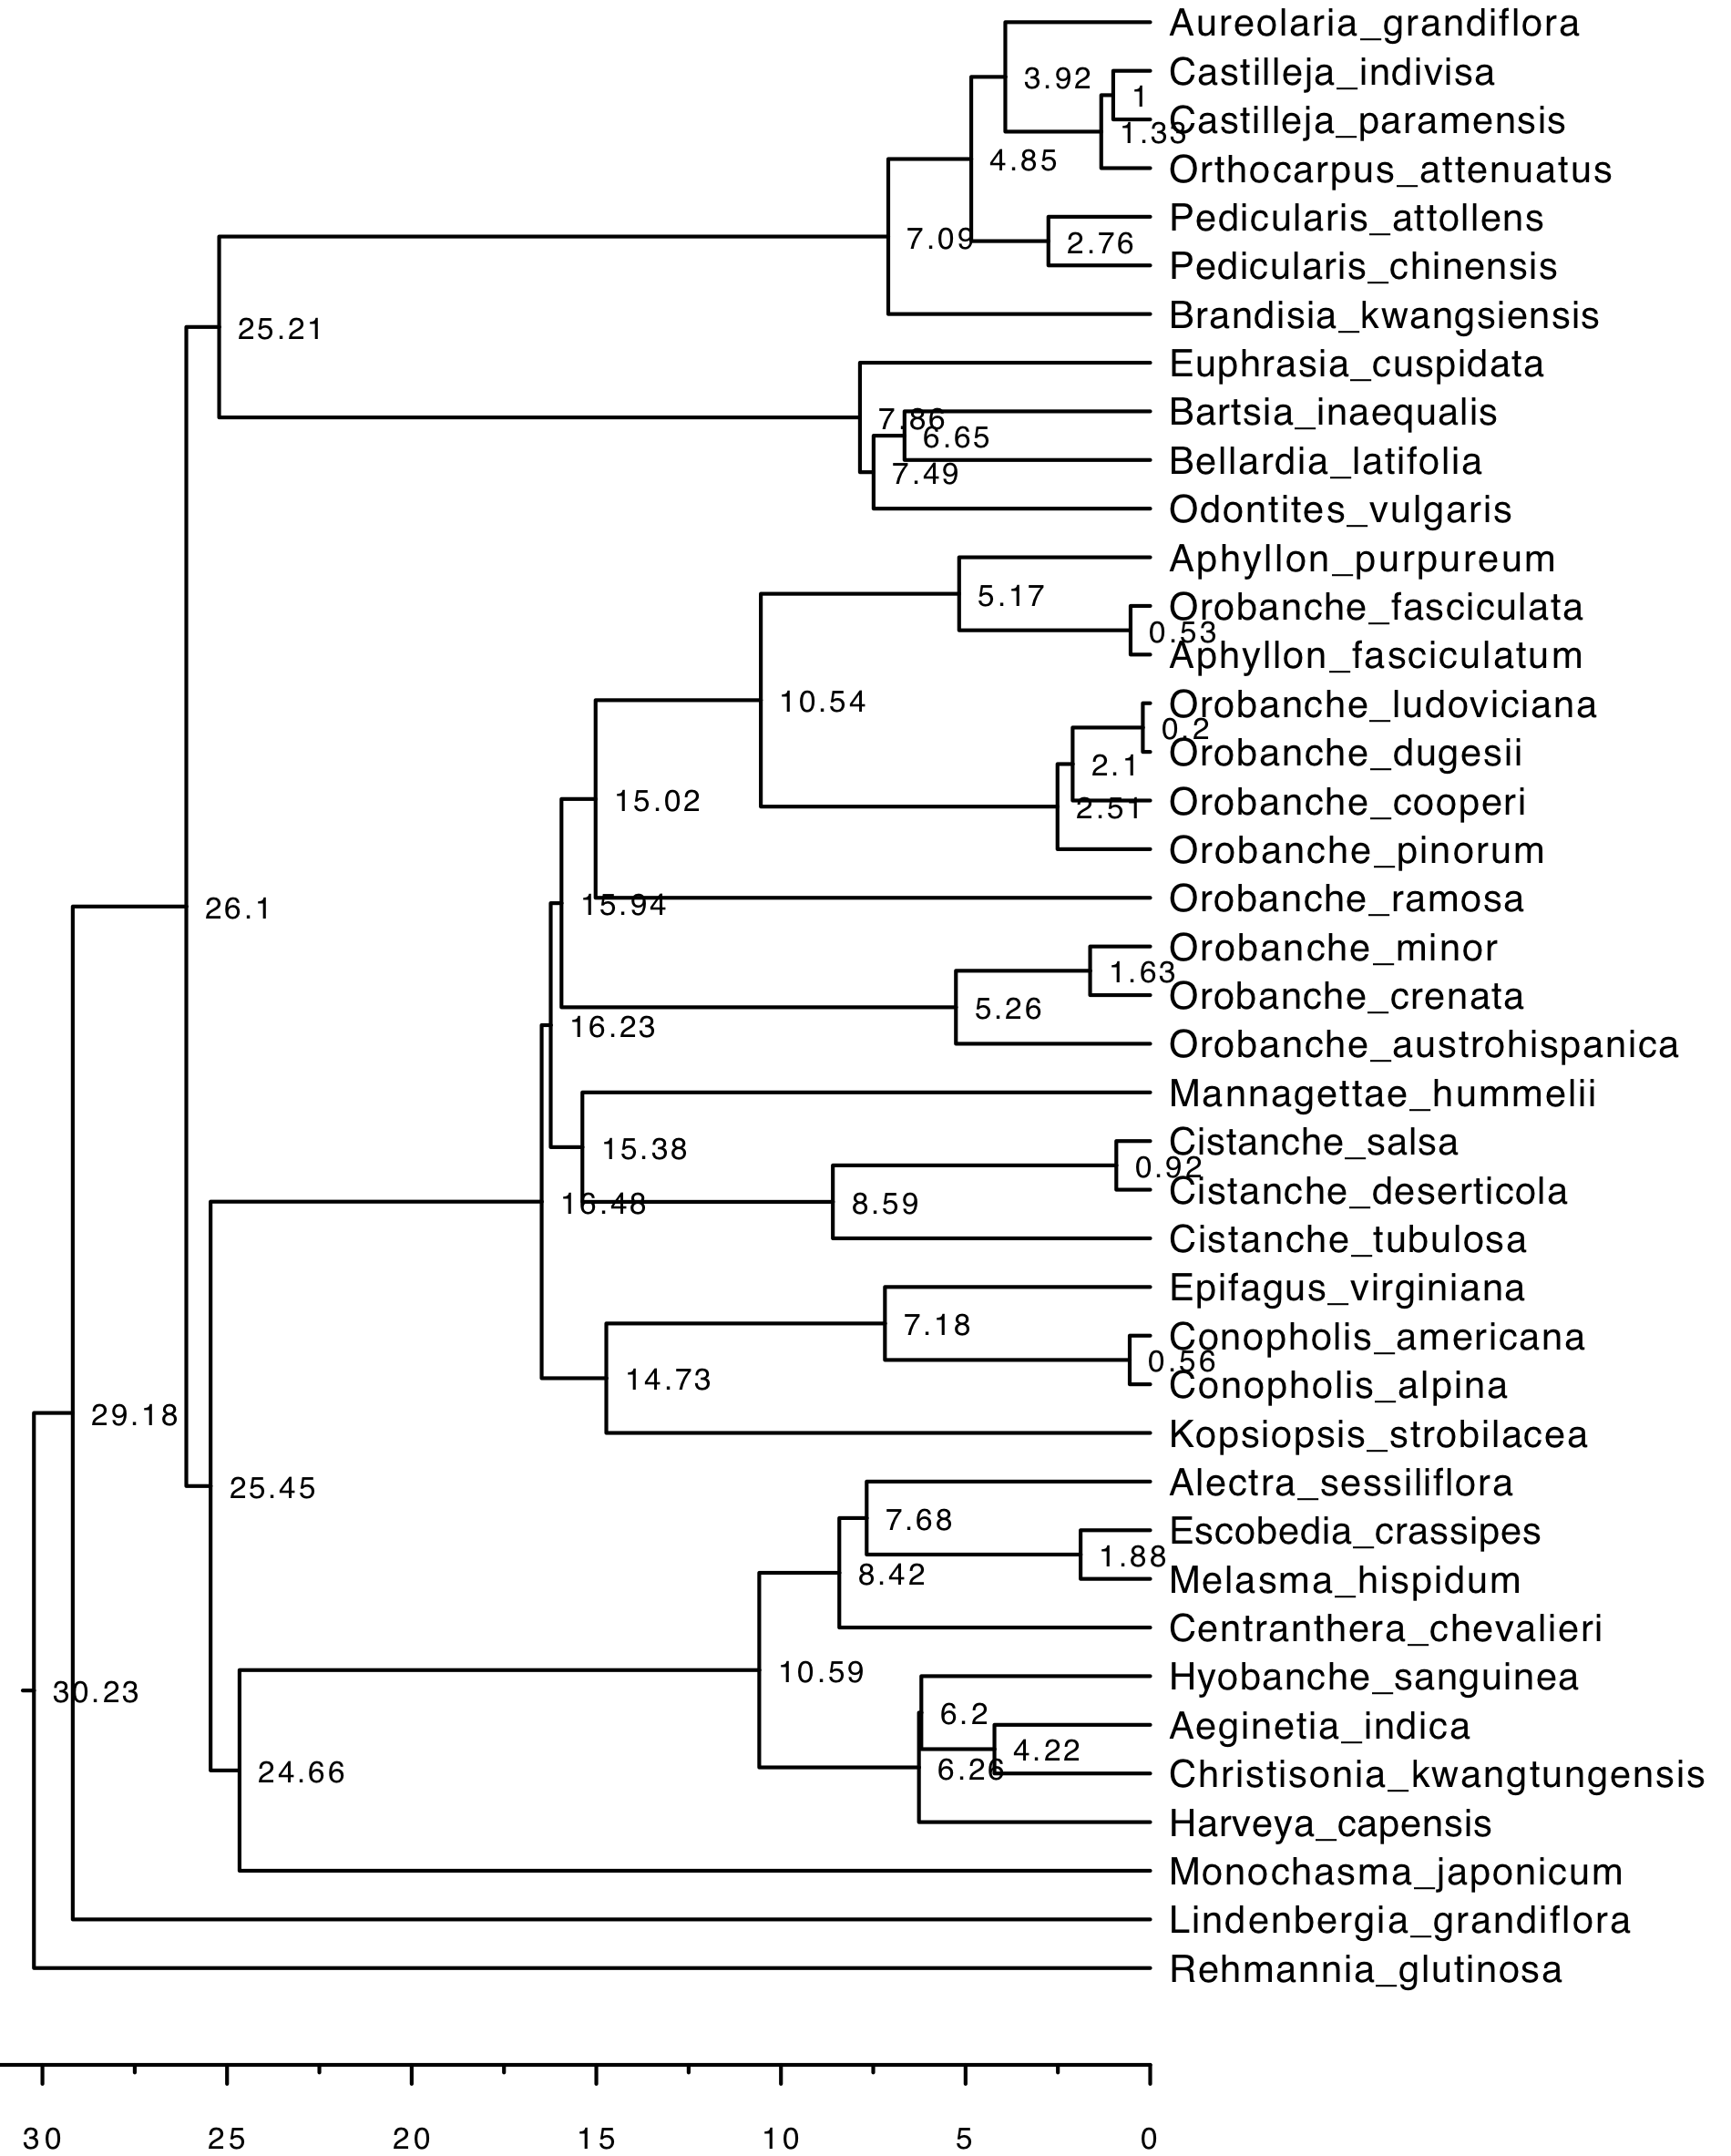 Aureolaria_grandiflora
3.92
Castilleja_indivisa
1
Castilleja_paramensis
1.33
4.85
Orthocarpus_attenuatus
Pedicularis_attollens
7.09
2.76
Pedicularis_chinensis
Brandisia_kwangsiensis
25.21
Euphrasia_cuspidata
Bartsia_inaequalis
7.86
6.65
Bellardia_latifolia
7.49
Odontites_vulgaris
Aphyllon_purpureum
5.17
Orobanche_fasciculata
0.53
Aphyllon_fasciculatum
10.54
Orobanche_ludoviciana
0.2
Orobanche_dugesii
2.1
15.02
Orobanche_cooperi
2.51
Orobanche_pinorum
15.94
Orobanche_ramosa
26.1
Orobanche_minor
1.63
Orobanche_crenata
5.26
16.23
Orobanche_austrohispanica
Mannagettae_hummelii
15.38
Cistanche_salsa
0.92
Cistanche_deserticola
16.48
8.59
Cistanche_tubulosa
Epifagus_virginiana
7.18
Conopholis_americana
0.56
14.73
Conopholis_alpina
29.18
Kopsiopsis_strobilacea
25.45
Alectra_sessiliflora
7.68
Escobedia_crassipes
1.88
8.42
Melasma_hispidum
Centranthera_chevalieri
10.59
Hyobanche_sanguinea
30.23
6.2
Aeginetia_indica
4.22
24.66
6.26
Christisonia_kwangtungensis
Harveya_capensis
Monochasma_japonicum
Lindenbergia_grandiflora
Rehmannia_glutinosa
30 25 20 15 10 5 0